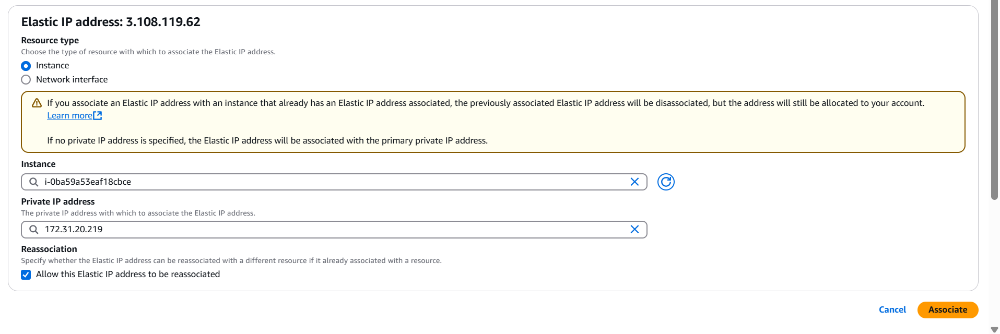 Elastic IP address: 3.108.119.62
Resource type
Choose the type of resource with which to associate the Elastic IP address.
Instance
Network interface
If you associate an Elastic IP address with an instance that already has an Elastic IP address associated, the previously associated Elastic IP address will be disassociated, but the address will still be allocated to your account.
Learn more
If no private IP address is specified, the Elastic IP address will be associated with the primary private IP address.
Instance
i-0ba59a53eaf18cbce
Private IP address
The private IP address with which to associate the Elastic IP address.
172.31.20.219
Reassociation
Specify whether the Elastic IP address can be reassociated with a different resource if it already associated with a resource.
Allow this Elastic IP address to be reassociated
Cancel
Associate